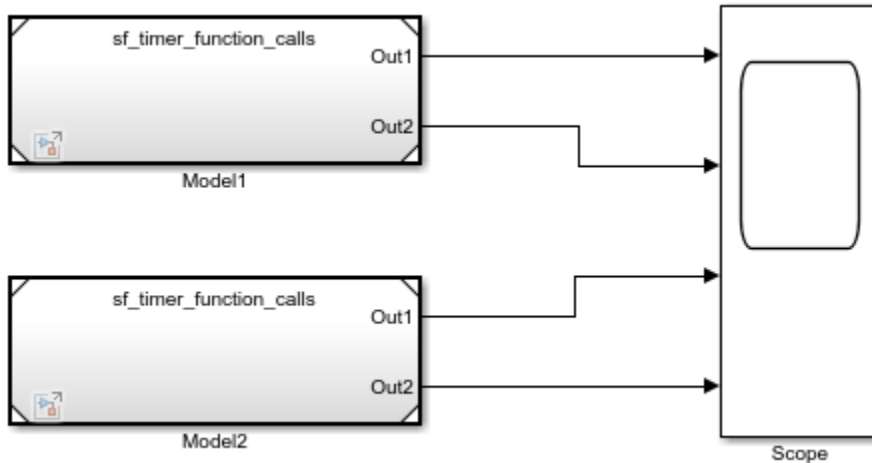 sf_timer_function_calls
Out1
Out2
Model1
sf_timer_function_calls
Out1
Out2
Model2
Scope